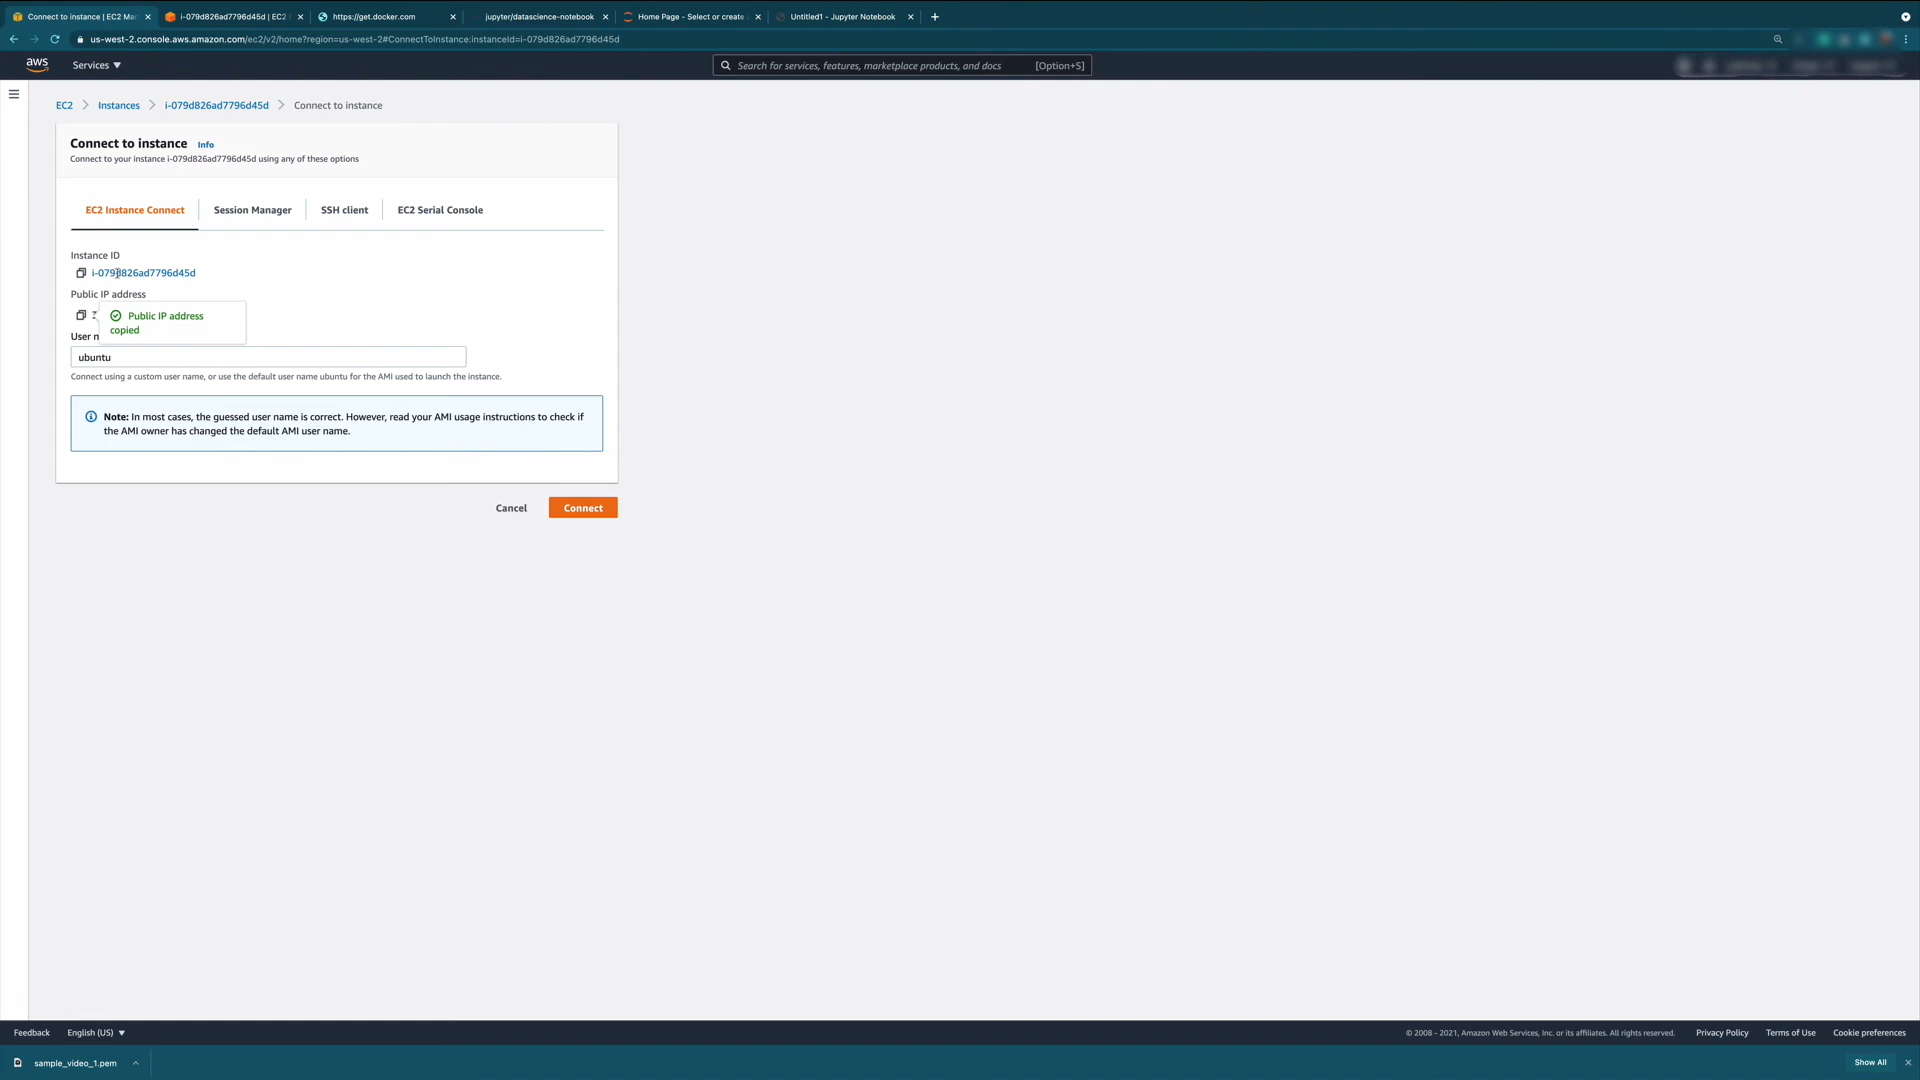 Connect to instance | EC2 Ma
i-079d826ad7796d45d | EC2
https://get.docker.com
jupyter/datascience-notebook
Home Page - Select or create
Untitled1 - Jupyter Notebook
us-west-2.console.aws.amazon.com/ec2/v2/home?region=us-west-2#ConnectToInstance:instanceId=i-079d826ad7796d45d
aws
Services
Search for services, features, marketplace products, and docs
[Option+S]
EC2
Instances
i-079d826ad7796d45d
Connect to instance
Connect to instance Info
Connect to your instance i-079d826ad7796d45d using any of these options
EC2 Instance Connect
Session Manager
SSH client
EC2 Serial Console
Instance ID
i-079d826ad7796d45d
Public IP address
Public IP address
copied
User n
ubuntu
Connect using a custom user name, or use the default user name ubuntu for the AMI used to launch the instance.
Note: In most cases, the guessed user name is correct. However, read your AMI usage instructions to check if
the AMI owner has changed the default AMI user name.
Cancel
Connect
Feedback
English (US)
© 2008 - 2021, Amazon Web Services, Inc. or its affiliates. All rights reserved.
Privacy Policy
Terms of Use
Cookie preferences
sample_video_1.pem
Show All